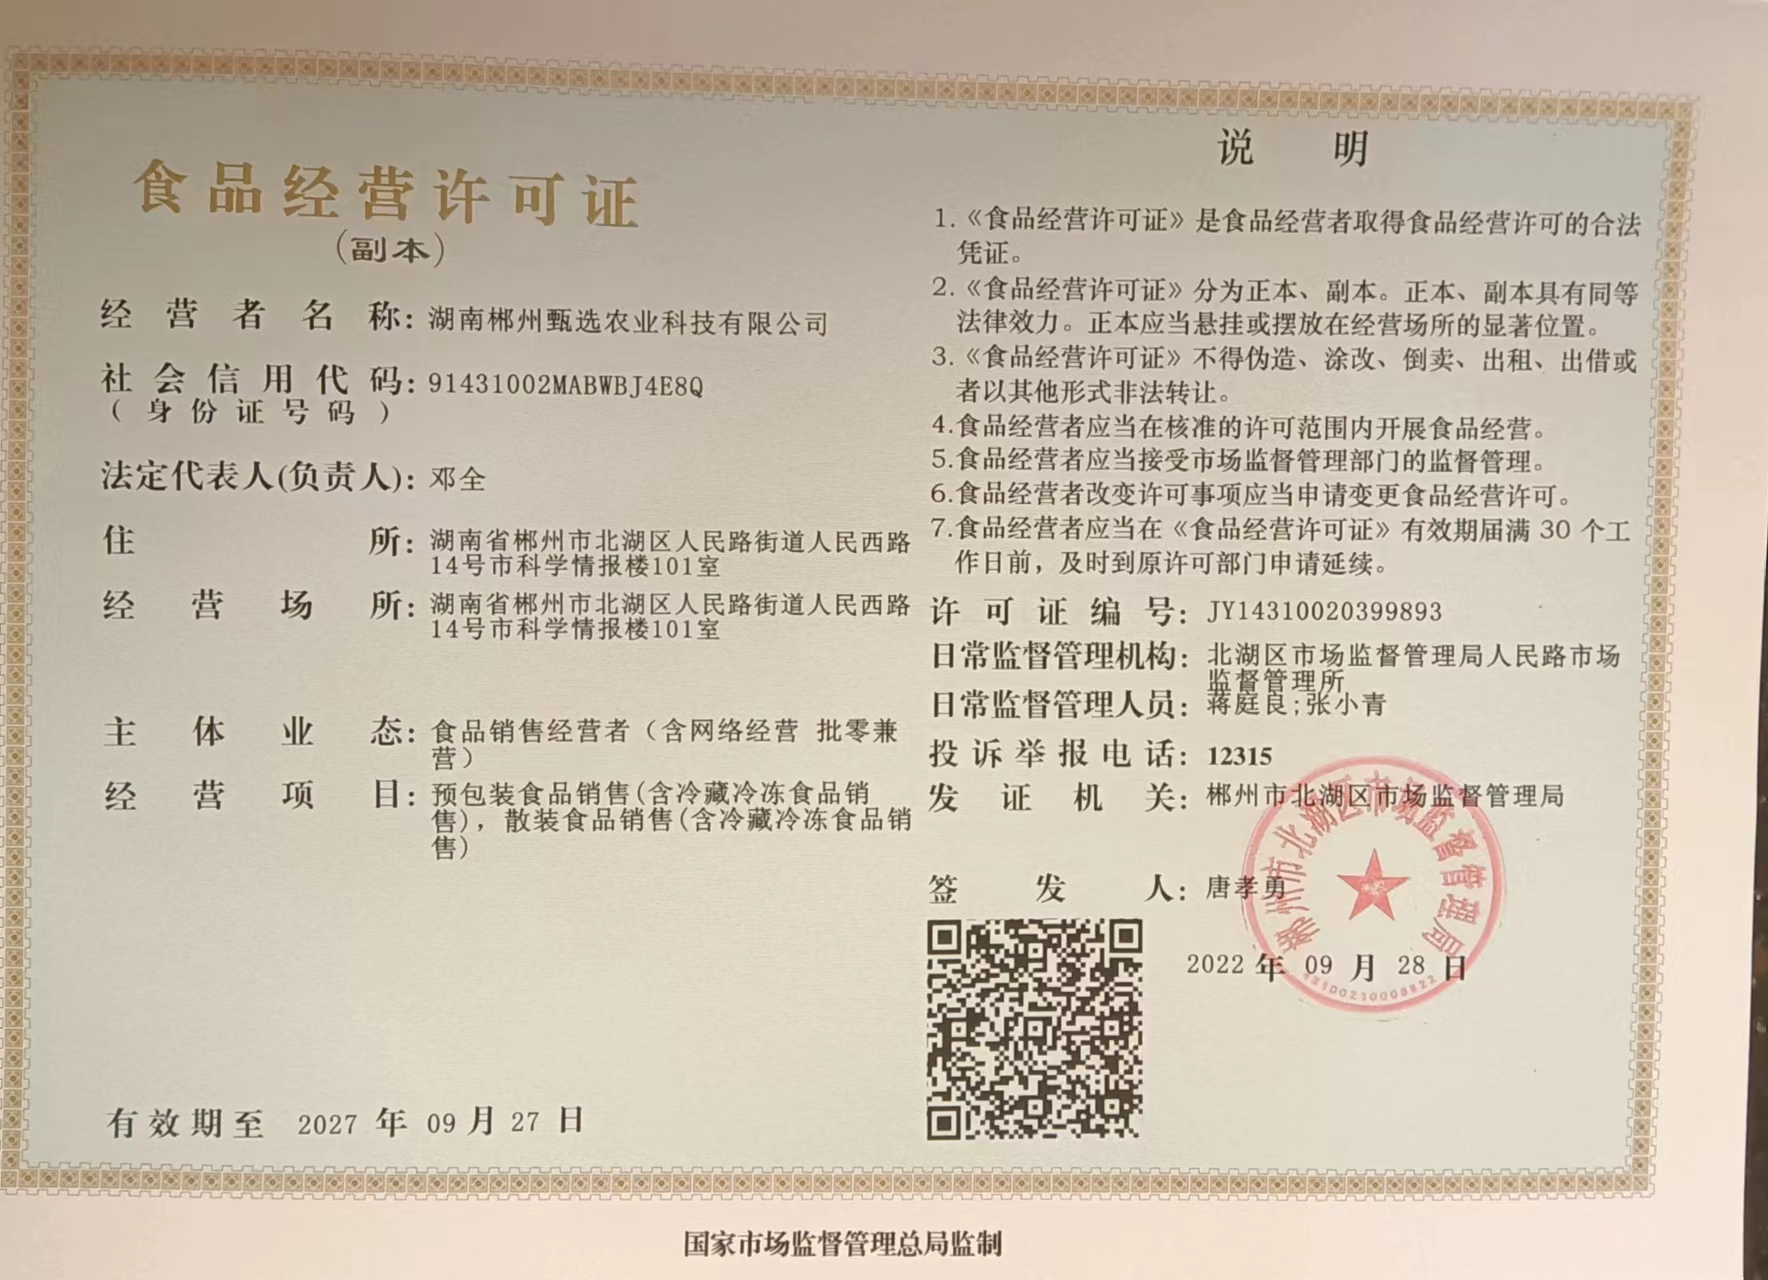 食品经营许可证
（副本）
经营者名称：湖南郴州甄选农业科技有限公司
社会信用代码：91431002MABWBJ4E8Q
（身份证号码）
法定代表人(负责人)：邓全
住所：湖南省郴州市北湖区人民路街道人民西路
14号市科学情报楼101室
经营场所：湖南省郴州市北湖区人民路街道人民西路
14号市科学情报楼101室
主体业态：食品销售经营者（含网络经营 批零兼
营）
经营项目：预包装食品销售(含冷藏冷冻食品销
售)，散装食品销售(含冷藏冷冻食品销
售)
有效期至 2027 年 09 月 27 日
说明
1.《食品经营许可证》是食品经营者取得食品经营许可的合法
凭证。
2.《食品经营许可证》分为正本、副本。正本、副本具有同等
法律效力。正本应当悬挂或摆放在经营场所的显著位置。
3.《食品经营许可证》不得伪造、涂改、倒卖、出租、出借或
者以其他形式非法转让。
4.食品经营者应当在核准的许可范围内开展食品经营。
5.食品经营者应当接受市场监督管理部门的监督管理。
6.食品经营者改变许可事项应当申请变更食品经营许可。
7.食品经营者应当在《食品经营许可证》有效期届满 30 个工
作日前，及时到原许可部门申请延续。
许可证编号：JY14310020399893
日常监督管理机构：北湖区市场监督管理局人民路市场
监督管理所
日常监督管理人员：蒋庭良;张小青
投诉举报电话：12315
发证机关：郴州市北湖区市场监督管理局
签发人：唐孝勇
2022 年 09 月 28 日
郴州市北湖区市场监督管理局
国家市场监督管理总局监制